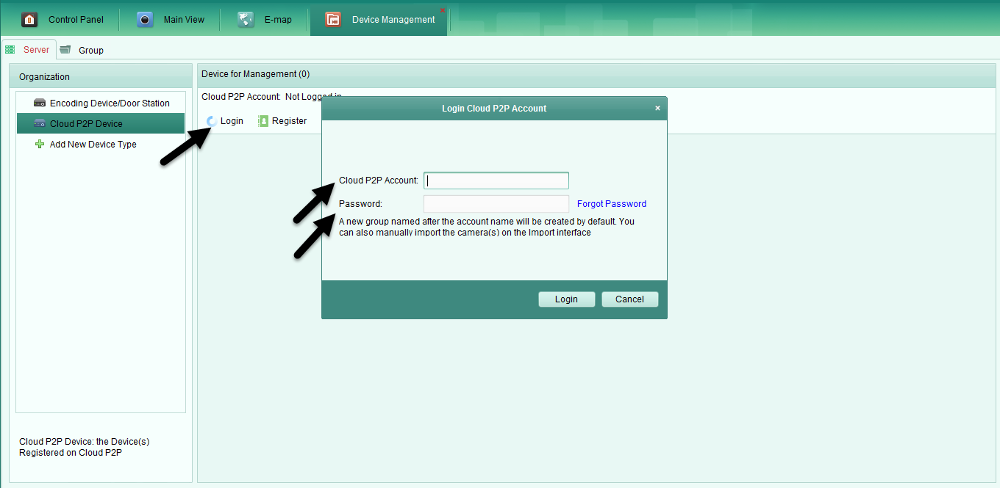 Control Panel
Main View
E-map
Device Management
Server
Group
Organization
Encoding Device/Door Station
Cloud P2P Device
Add New Device Type
Cloud P2P Device: the Device(s)
Registered on Cloud P2P
Device for Management (0)
Cloud P2P Account: Not Logged in
Login
Register
Login Cloud P2P Account
Cloud P2P Account:
Password:
Forgot Password
A new group named after the account name will be created by default. You
can also manually import the camera(s) on the Import interface
Login
Cancel